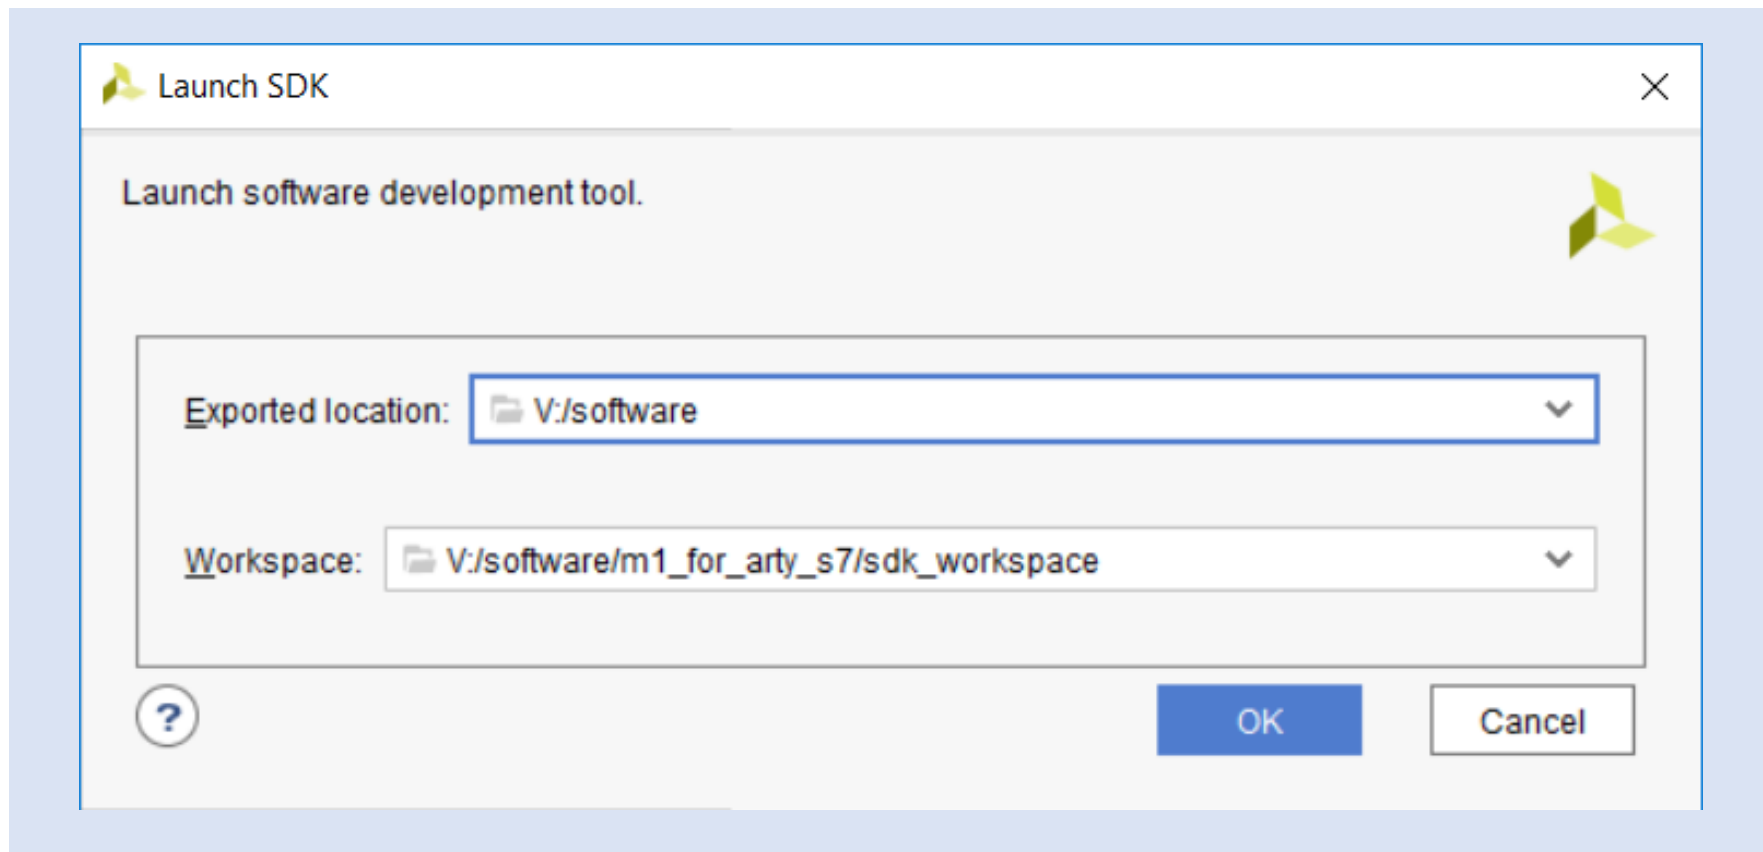 Launch SDK
Launch software development tool.
Exported location: V:/software
Workspace: V:/software/m1_for_arty_s7/sdk_workspace
? OK Cancel